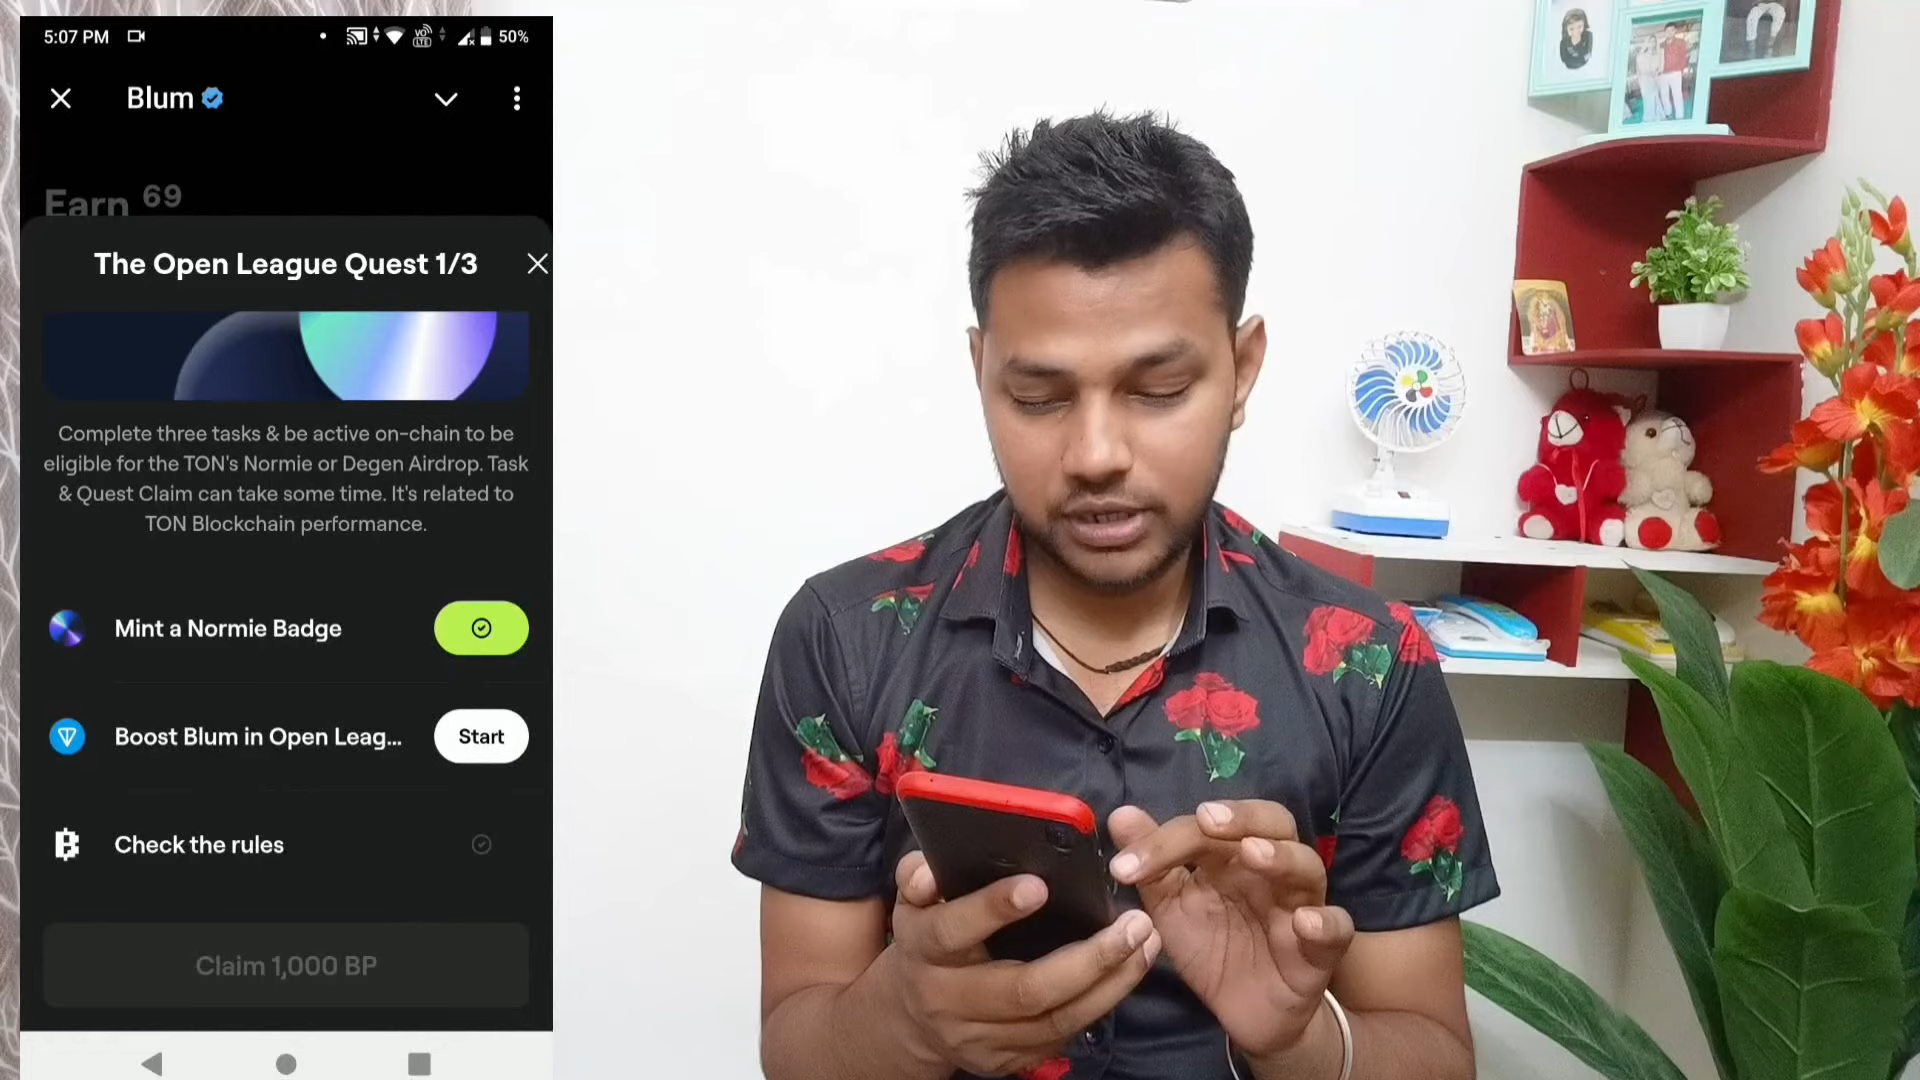 5:07 PM
VO LTE
50%
Blum
Earn 69
The Open League Quest 1/3
Complete three tasks & be active on-chain to be
eligible for the TON's Normie or Degen Airdrop. Task
& Quest Claim can take some time. It's related to
TON Blockchain performance.
Mint a Normie Badge
Boost Blum in Open Leag...
Start
Check the rules
Claim 1,000 BP